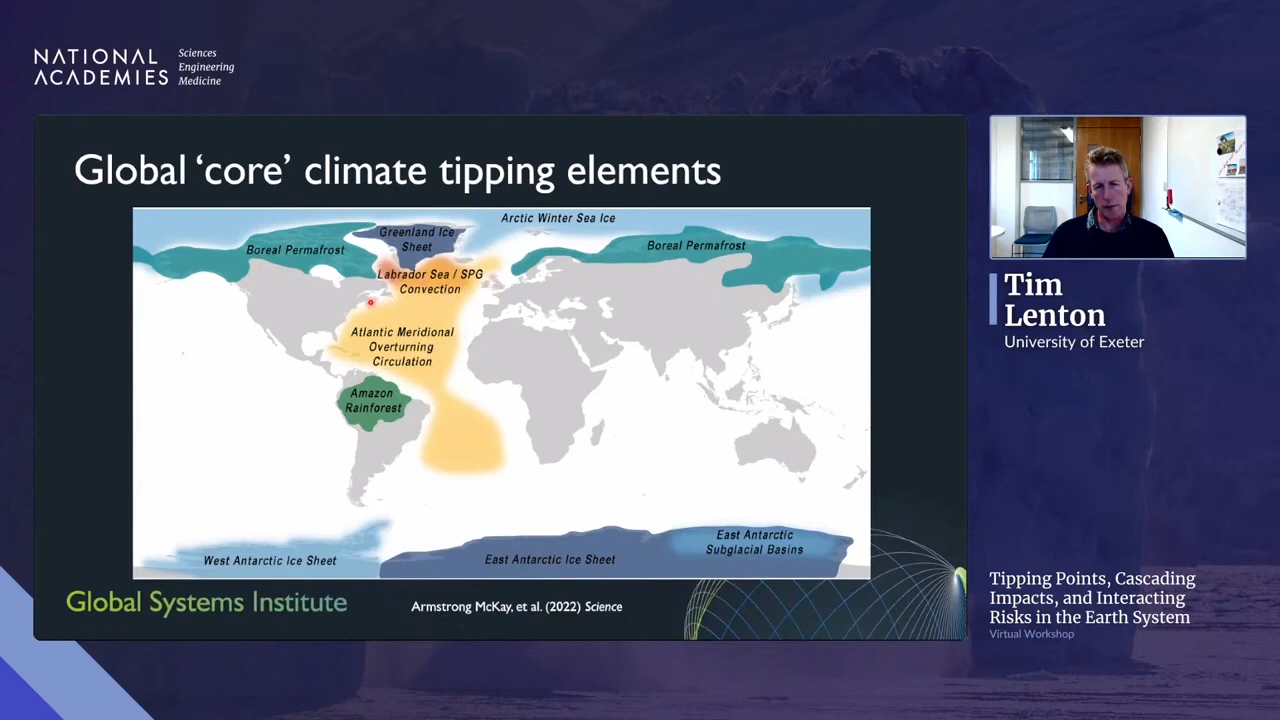 NATIONAL
ACADEMIES
Sciences
Engineering
Medicine
Global ‘core’ climate tipping elements
Arctic Winter Sea Ice
Greenland Ice
Sheet
Boreal Permafrost
Boreal Permafrost
Labrador Sea / SPG
Convection
Atlantic Meridional
Overturning
Circulation
Amazon
Rainforest
East Antarctic
Subglacial Basins
West Antarctic Ice Sheet
East Antarctic Ice Sheet
Global Systems Institute
Armstrong McKay, et al. (2022) Science
Tim
Lenton
University of Exeter
Tipping Points, Cascading
Impacts, and Interacting
Risks in the Earth System
Virtual Workshop